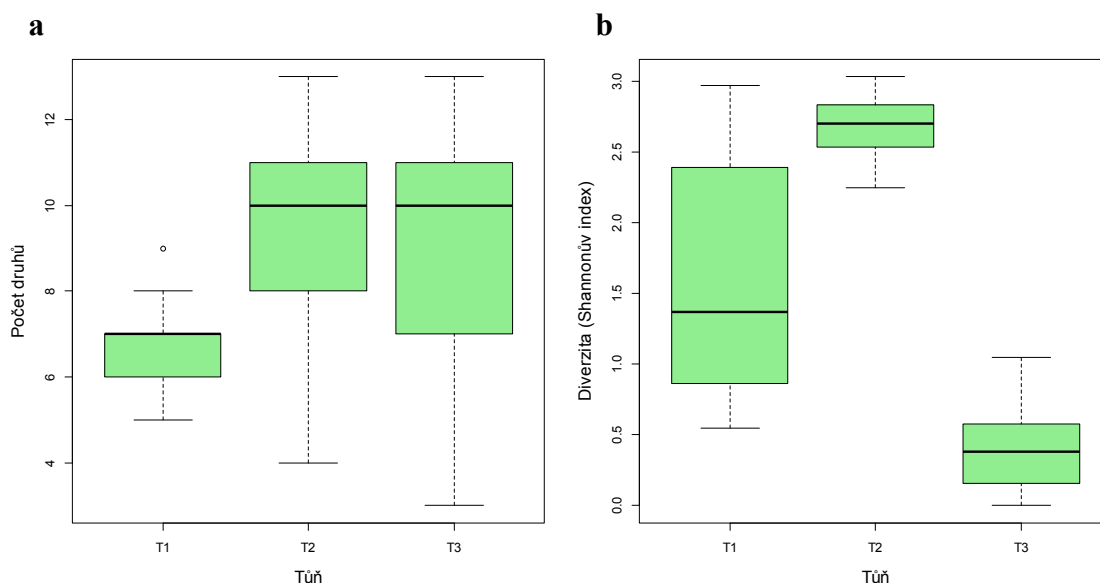 a
Počet druhů
12
10
8
6
4
T1
T2
T3
Tůň
b
Diverzita (Shannonův index)
3.0
2.5
2.0
1.5
1.0
0.5
0.0
T1
T2
T3
Tůň